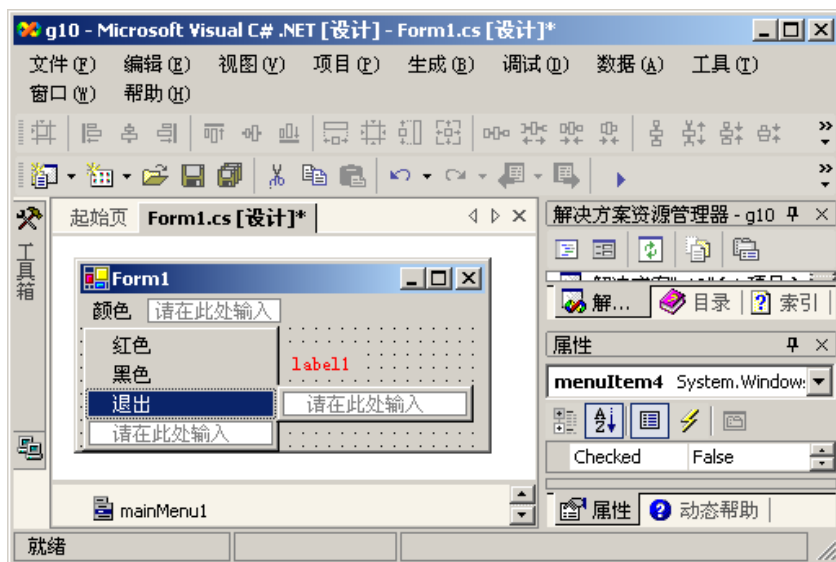 g10 - Microsoft Visual C# .NET [设计] - Form1.cs [设计]*
文件(F) 编辑(E) 视图(V) 项目(P) 生成(B) 调试(D) 数据(A) 工具(T)
窗口(W) 帮助(H)
工具箱
起始页 Form1.cs [设计]*
Form1
颜色 请在此处输入
红色
label1
黑色
退出 请在此处输入
请在此处输入
mainMenu1
解决方案资源管理器 - g10
解... 目录 索引
属性
menuItem4 System.Window
Checked False
属性 动态帮助
就绪